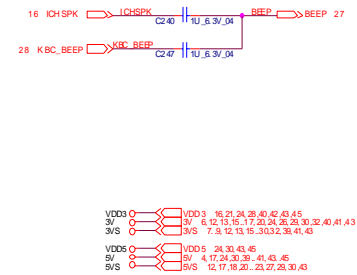 16 ICHSPK ICHSPK C240 1U_6.3V_04 BEEP BEEP 27
28 KBC_BEEP KBC_BEEP C247 1U_6.3V_04
VDD3 VDD3 16,21,24,28,40,42,43,45
3V 3V 6,12,13,15..17,20,24,26,29,30,32,40,41,43
3VS 3VS 7..9,12,13,15..30,32,39,41,43
VDD5 VDD5 24,30,43,45
5V 5V 4,17,24,30,39..41,43,45
5VS 5VS 12,17,18,20..23,27,29,30,43